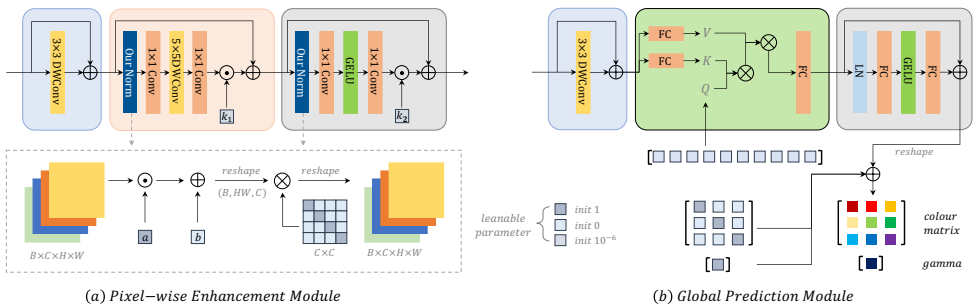 3×3 DWConv
Our Norm
1×1 Conv
5×5DWConv
1×1 Conv
k₁
Our Norm
1×1 Conv
GELU
1×1 Conv
k₂
B×C×H×W
a
b
reshape
(B, HW, C)
reshape
C×C
B×C×H×W
(a) Pixel−wise Enhancement Module
3×3 DWConv
FC
V
FC
K
Q
FC
LN
FC
GELU
FC
reshape
leanable
parameter
init 1
init 0
init 10⁻⁶
colour
matrix
gamma
(b) Global Prediction Module